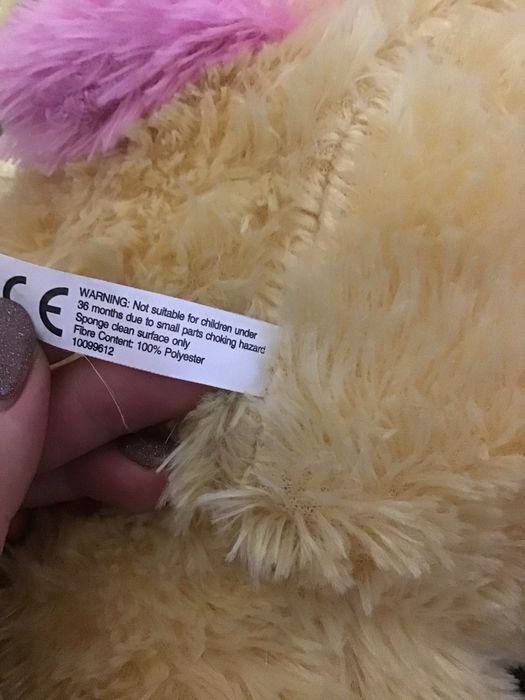 CE
WARNING: Not suitable for children under
36 months due to small parts choking hazard
Sponge clean surface only
Fibre Content: 100% Polyester
10099612